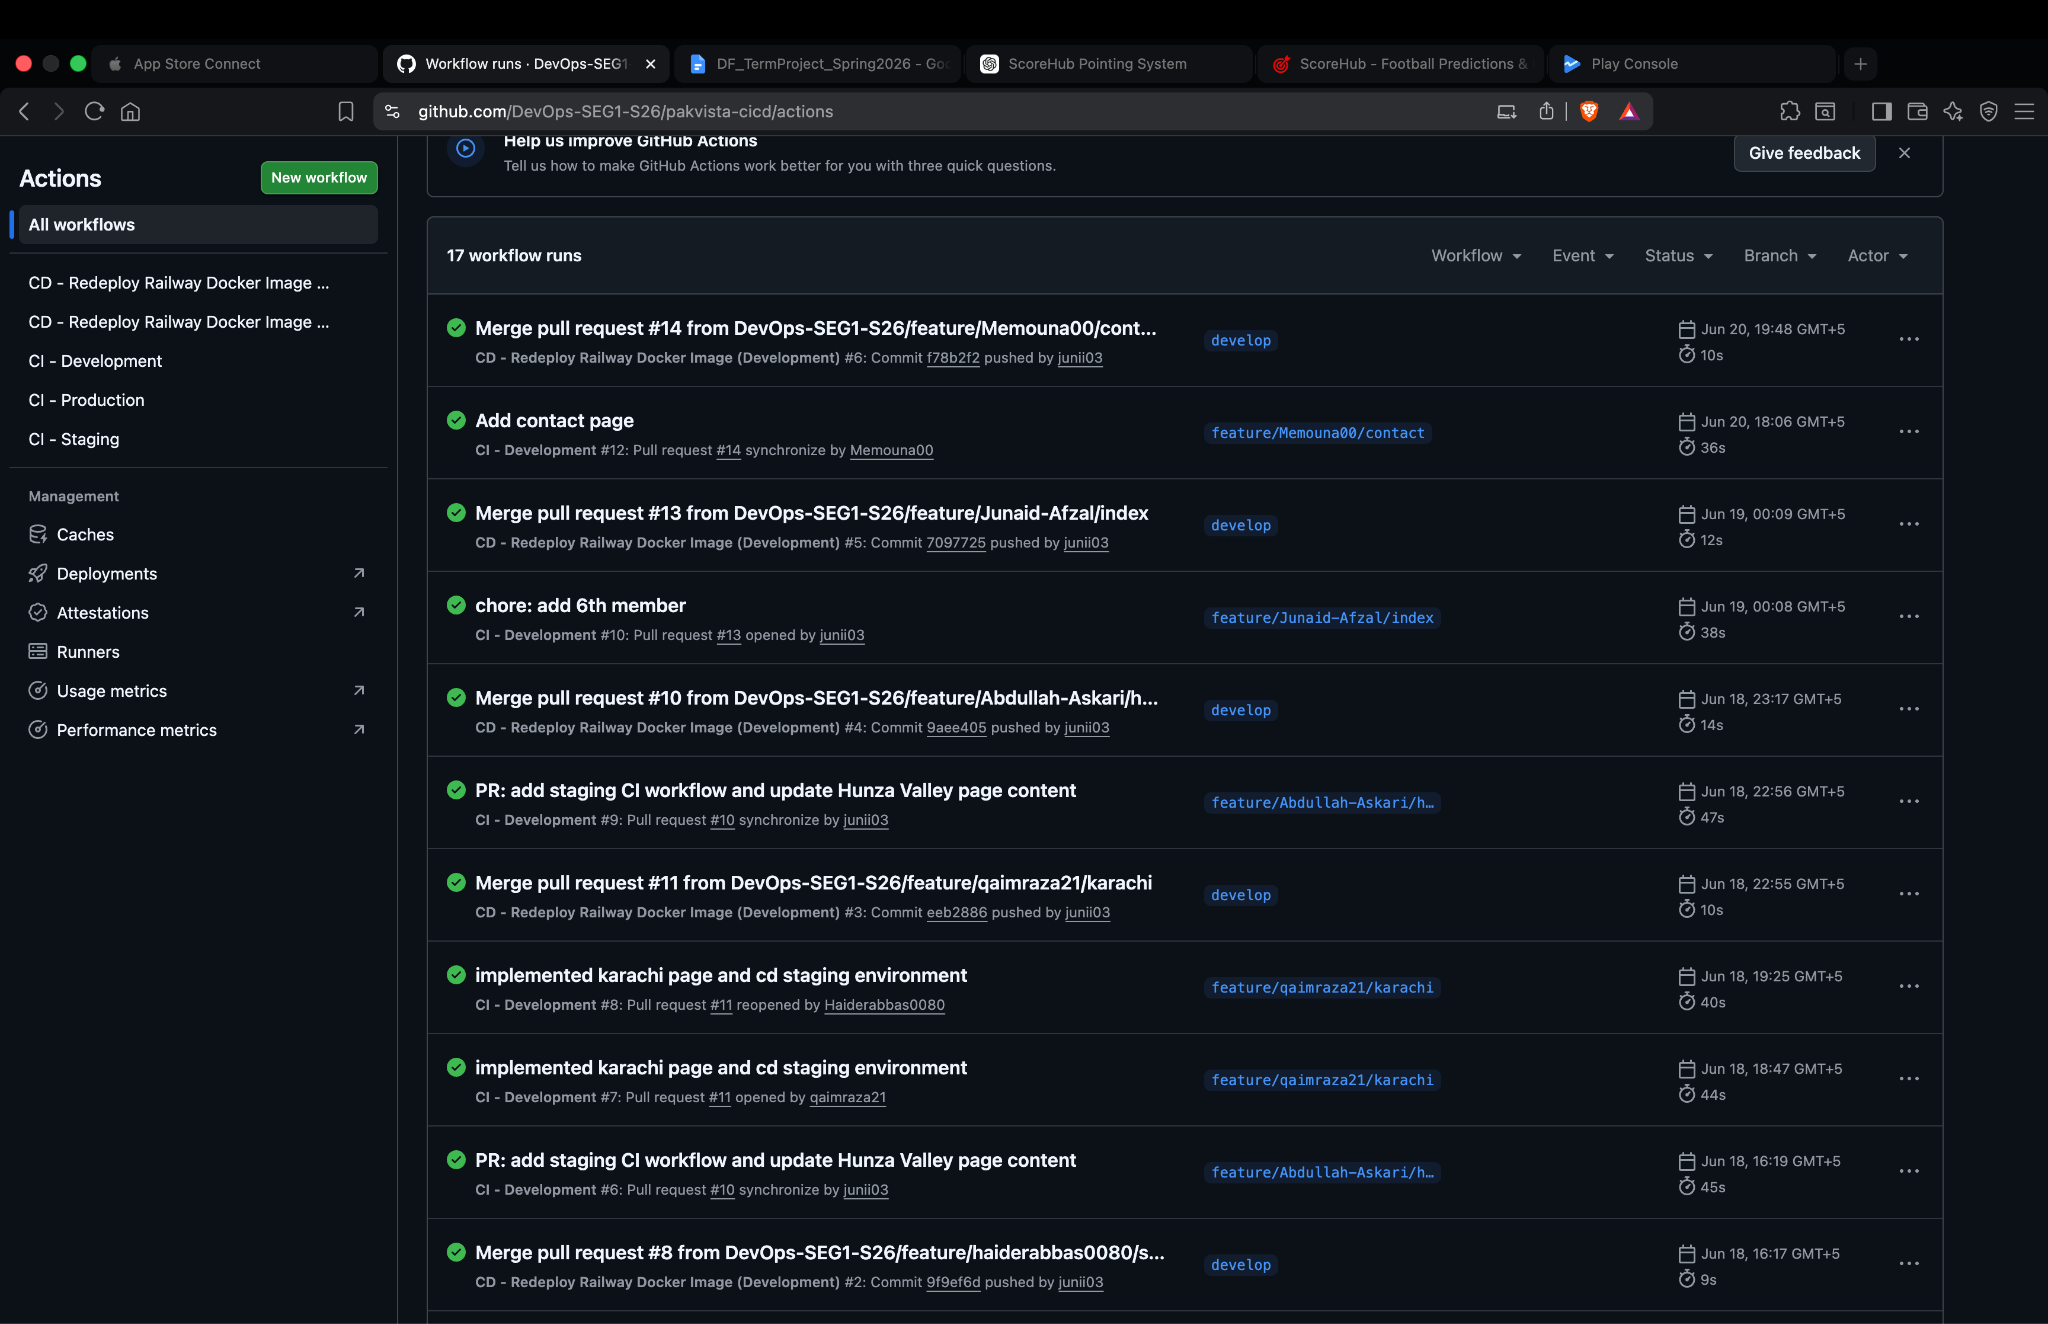 App Store Connect
Workflow runs · DevOps-SEG1
DF_TermProject_Spring2026 - Goo
ScoreHub Pointing System
ScoreHub - Football Predictions &
Play Console
github.com/DevOps-SEG1-S26/pakvista-cicd/actions
Help us improve GitHub Actions
Tell us how to make GitHub Actions work better for you with three quick questions.
Give feedback
Actions
New workflow
All workflows
CD - Redeploy Railway Docker Image ...
CD - Redeploy Railway Docker Image ...
CI - Development
CI - Production
CI - Staging
Management
Caches
Deployments
Attestations
Runners
Usage metrics
Performance metrics
17 workflow runs
Workflow
Event
Status
Branch
Actor
Merge pull request #14 from DevOps-SEG1-S26/feature/Memouna00/cont...
CD - Redeploy Railway Docker Image (Development) #6: Commit f78b2f2 pushed by junii03
develop
Jun 20, 19:48 GMT+5
10s
Add contact page
CI - Development #12: Pull request #14 synchronize by Memouna00
feature/Memouna00/contact
Jun 20, 18:06 GMT+5
36s
Merge pull request #13 from DevOps-SEG1-S26/feature/Junaid-Afzal/index
CD - Redeploy Railway Docker Image (Development) #5: Commit 7097725 pushed by junii03
develop
Jun 19, 00:09 GMT+5
12s
chore: add 6th member
CI - Development #10: Pull request #13 opened by junii03
feature/Junaid-Afzal/index
Jun 19, 00:08 GMT+5
38s
Merge pull request #10 from DevOps-SEG1-S26/feature/Abdullah-Askari/h...
CD - Redeploy Railway Docker Image (Development) #4: Commit 9aee405 pushed by junii03
develop
Jun 18, 23:17 GMT+5
14s
PR: add staging CI workflow and update Hunza Valley page content
CI - Development #9: Pull request #10 synchronize by junii03
feature/Abdullah-Askari/h…
Jun 18, 22:56 GMT+5
47s
Merge pull request #11 from DevOps-SEG1-S26/feature/qaimraza21/karachi
CD - Redeploy Railway Docker Image (Development) #3: Commit eeb2886 pushed by junii03
develop
Jun 18, 22:55 GMT+5
10s
implemented karachi page and cd staging environment
CI - Development #8: Pull request #11 reopened by Haiderabbas0080
feature/qaimraza21/karachi
Jun 18, 19:25 GMT+5
40s
implemented karachi page and cd staging environment
CI - Development #7: Pull request #11 opened by qaimraza21
feature/qaimraza21/karachi
Jun 18, 18:47 GMT+5
44s
PR: add staging CI workflow and update Hunza Valley page content
CI - Development #6: Pull request #10 synchronize by junii03
feature/Abdullah-Askari/h…
Jun 18, 16:19 GMT+5
45s
Merge pull request #8 from DevOps-SEG1-S26/feature/haiderabbas0080/s...
CD - Redeploy Railway Docker Image (Development) #2: Commit 9f9ef6d pushed by junii03
develop
Jun 18, 16:17 GMT+5
9s